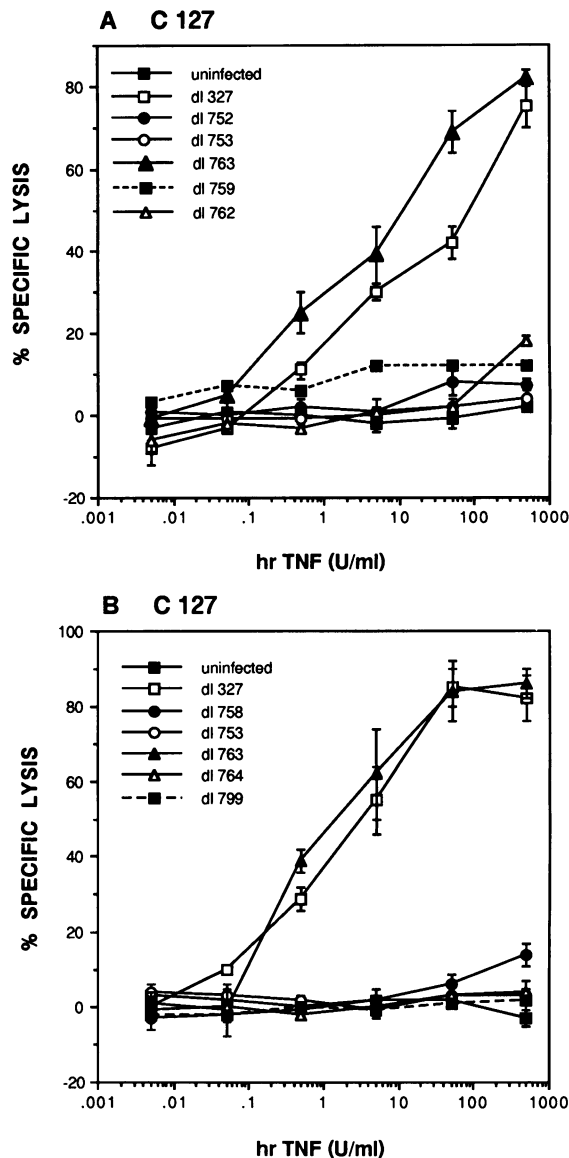 A C 127
uninfected
dl 327
dl 752
dl 753
dl 763
dl 759
dl 762
80
60
40
20
0
-20
% SPECIFIC LYSIS
.001 .01 .1 1 10 100 1000
hr TNF (U/ml)
B C 127
100
uninfected
dl 327
dl 758
dl 753
dl 763
dl 764
dl 799
80
60
40
20
0
-20
% SPECIFIC LYSIS
.001 .01 .1 1 10 100 1000
hr TNF (U/ml)